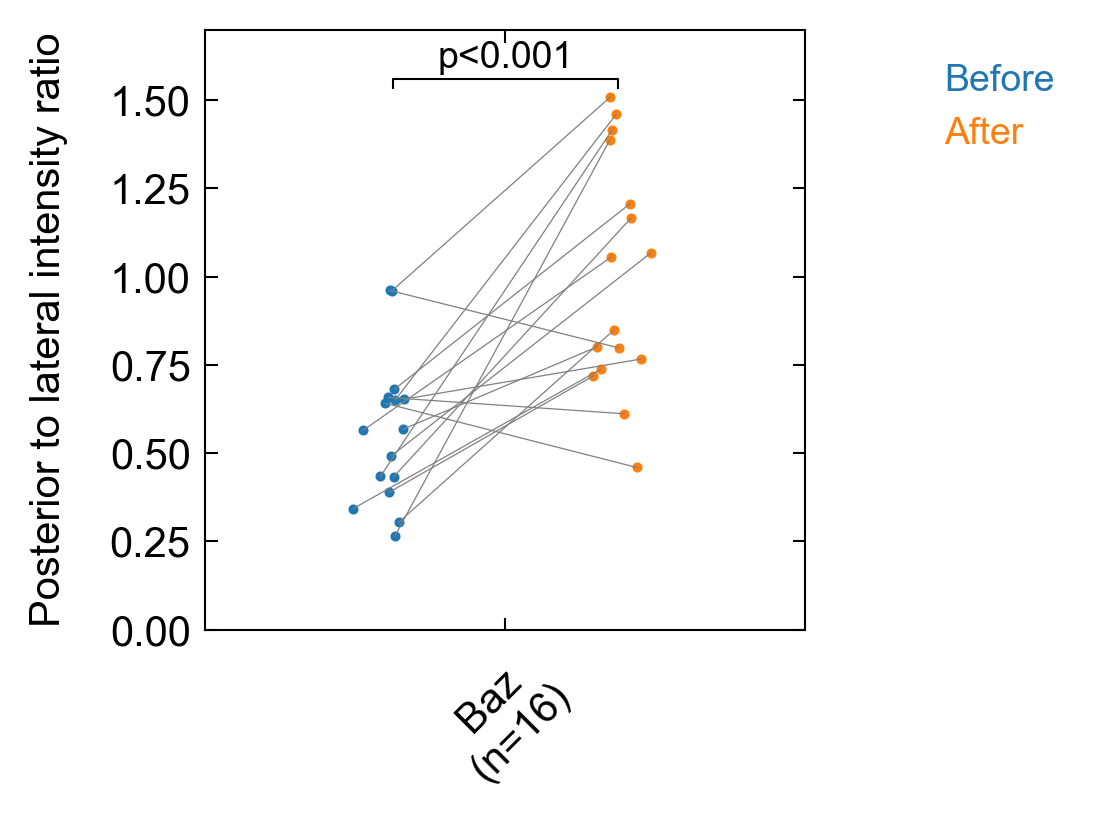 Posterior to lateral intensity ratio
p<0.001
1.50
1.25
1.00
0.75
0.50
0.25
0.00
Baz
(n=16)
Before
After